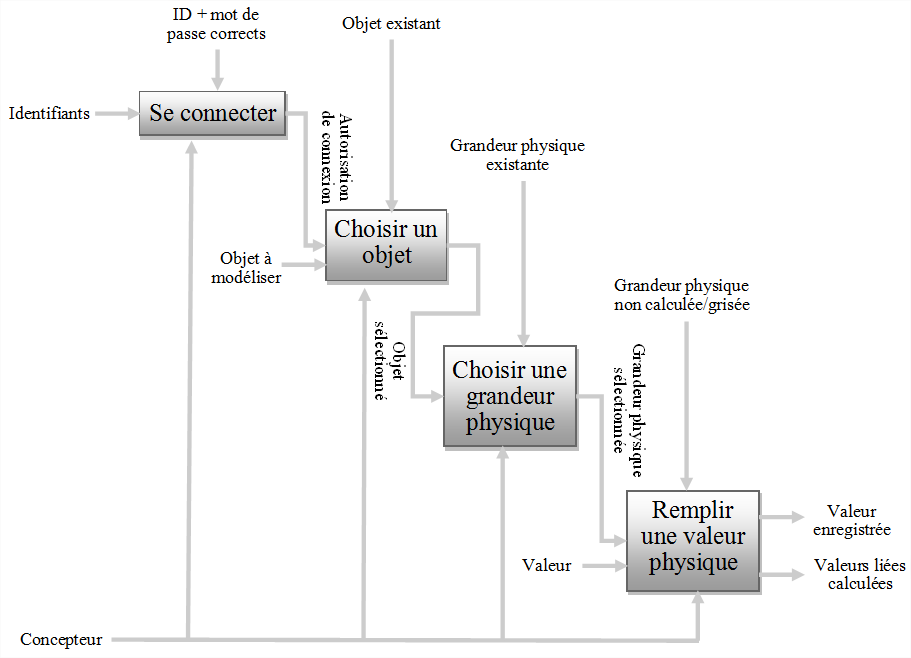 ID + mot de
passe corrects
Objet existant
Identifiants
Se connecter
Autorisation
de connexion
Grandeur physique
existante
Choisir un
objet
Objet à
modéliser
Grandeur physique
non calculée/grisée
Objet
sélectionné
Choisir une
grandeur
physique
Grandeur physique
sélectionnée
Remplir
une valeur
physique
Valeur
enregistrée
Valeur
Valeurs liées
calculées
Concepteur